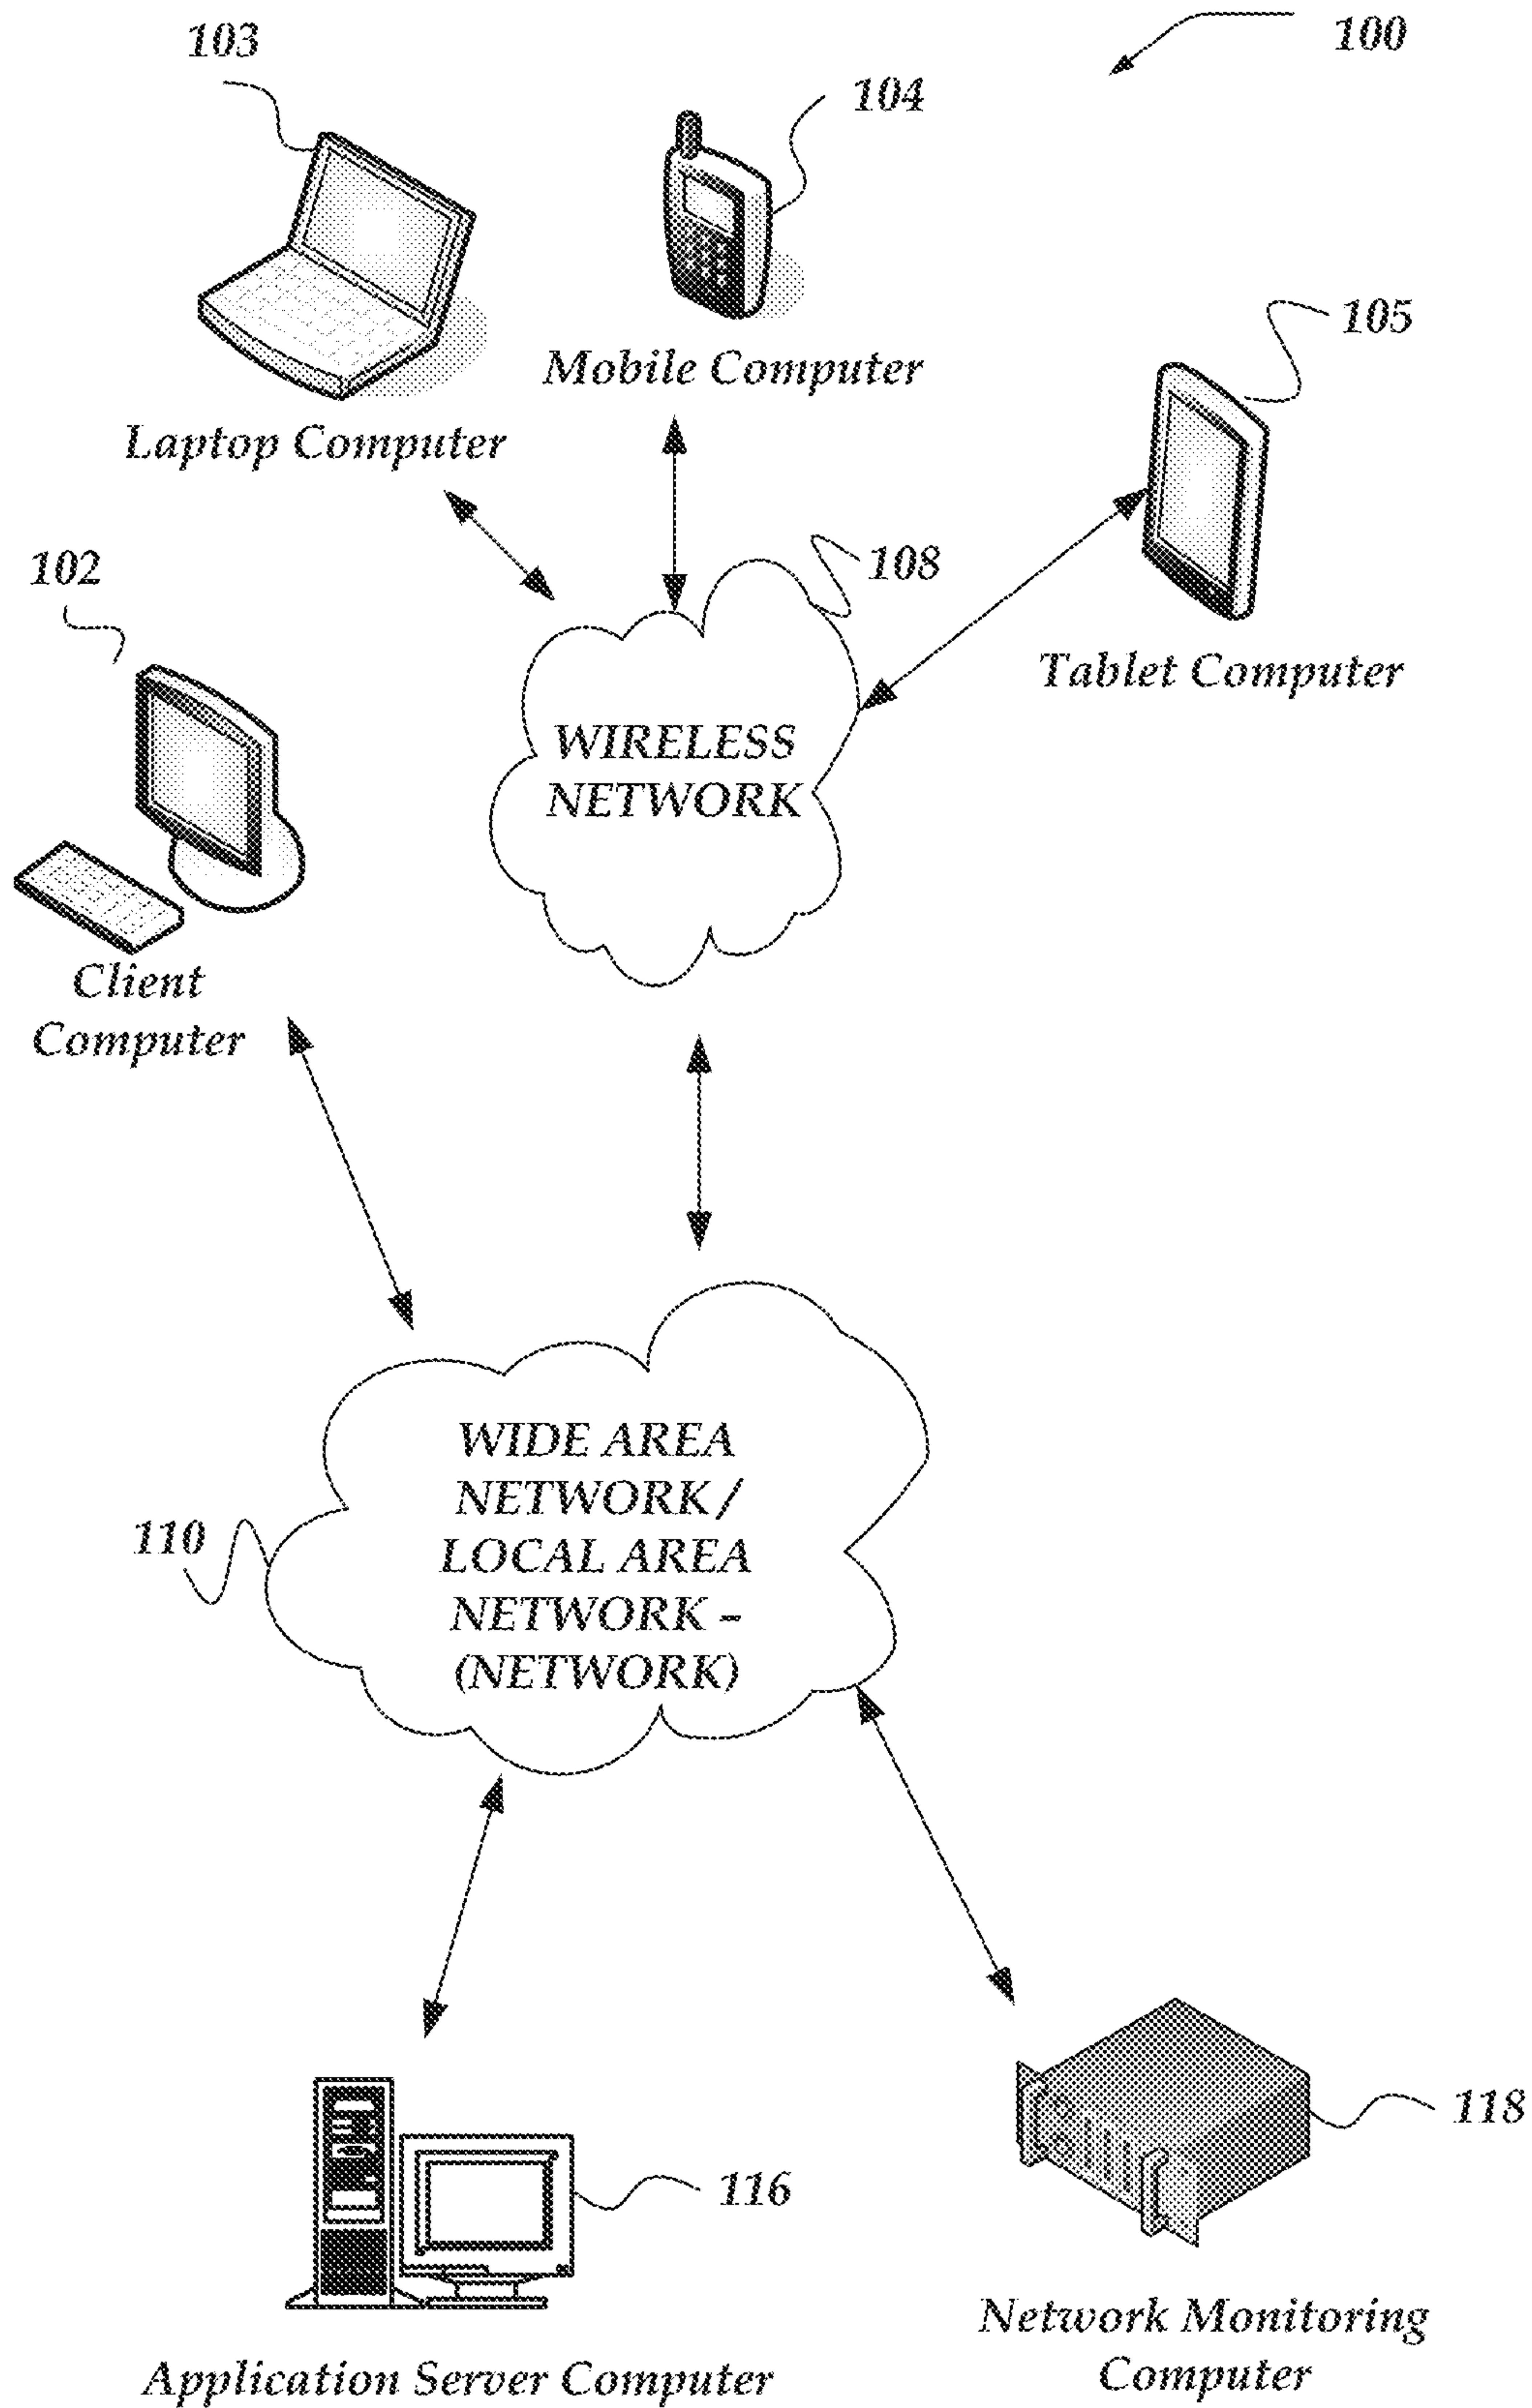 103
100
104
Mobile Computer
105
Laptop Computer
108
102
Tablet Computer
WIRELESS
NETWORK
Client
Computer
WIDE AREA
NETWORK /
LOCAL AREA
NETWORK –
(NETWORK)
110
118
116
Network Monitoring
Computer
Application Server Computer